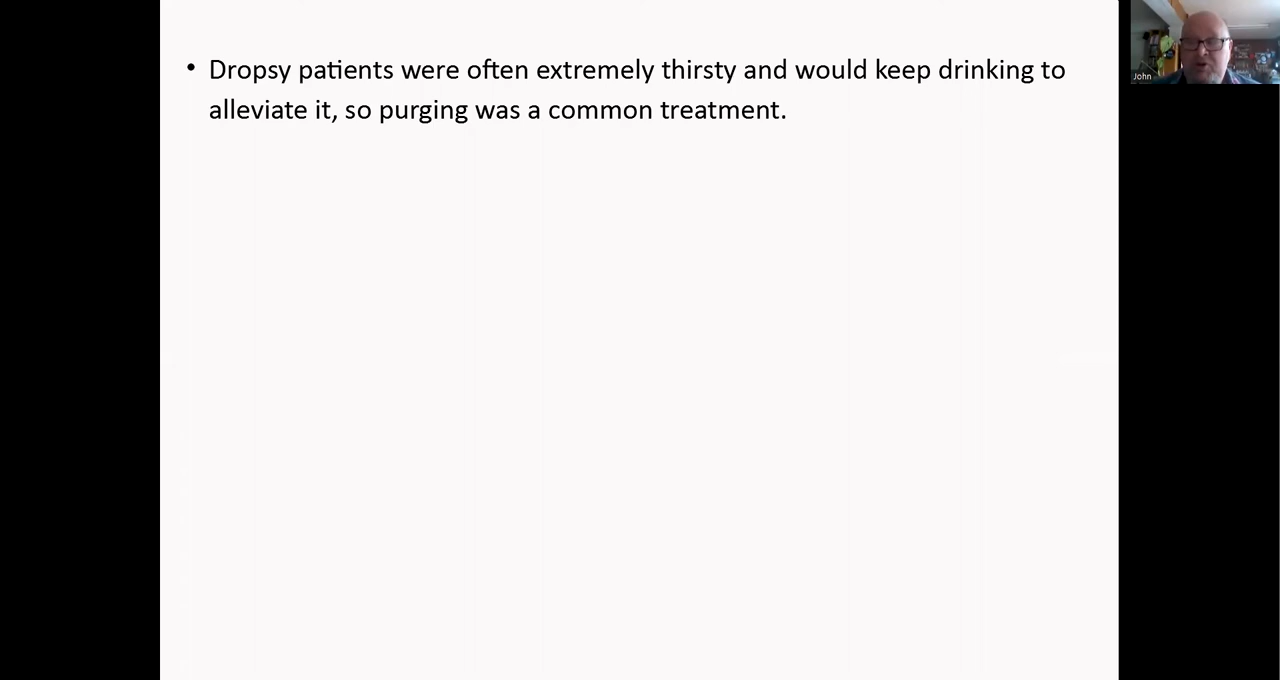 • Dropsy patients were often extremely thirsty and would keep drinking to
alleviate it, so purging was a common treatment.
John